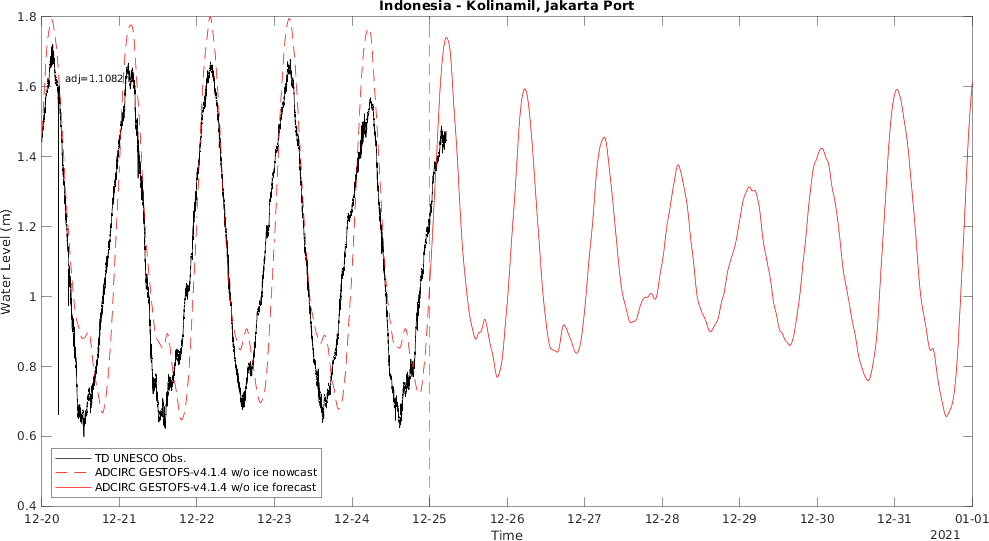 Indonesia - Kolinamil, Jakarta Port
1.8
1.6
1.4
1.2
1
0.8
0.6
0.4
Water Level (m)
adj=1.1082
TD UNESCO Obs.
ADCIRC GESTOFS-v4.1.4 w/o ice nowcast
ADCIRC GESTOFS-v4.1.4 w/o ice forecast
12-20 12-21 12-22 12-23 12-24 12-25 12-26 12-27 12-28 12-29 12-30 12-31 01-01
Time
2021